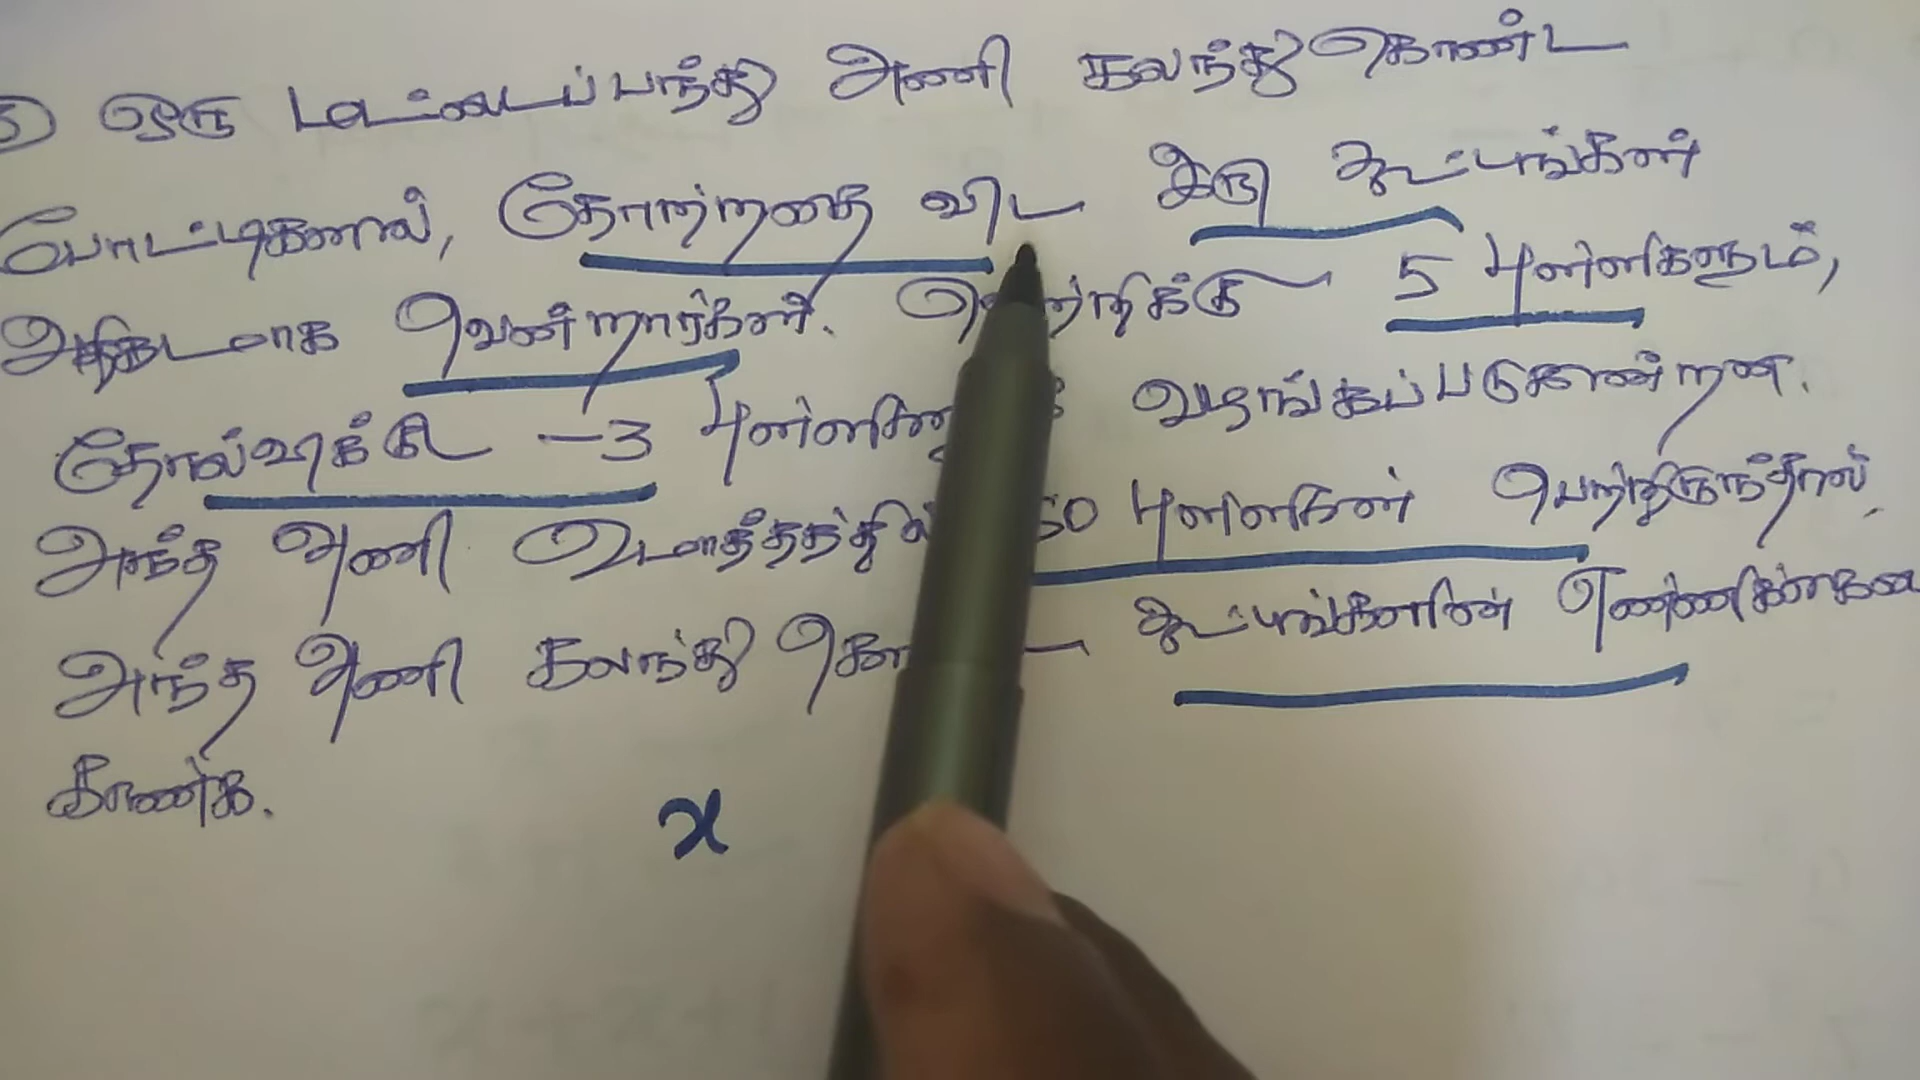 ஒரு மட்டைப்பந்து அணி கலந்து கொண்ட
போட்டிகளால், தோற்றதை விட இரு ஆட்டங்கள்
அதிகமாக வென்றார்கள். 5 புள்ளிகளும்,
தோல்விக்கு -3 வழங்கப்படுகின்றன.
அந்த அணி மொத்தத்தில் 50 புள்ளிகள் பெற்றிருந்தால்,
அந்த அணி கலந்து ஆட்டங்களின் எண்ணிக்கை
காண்க.
x